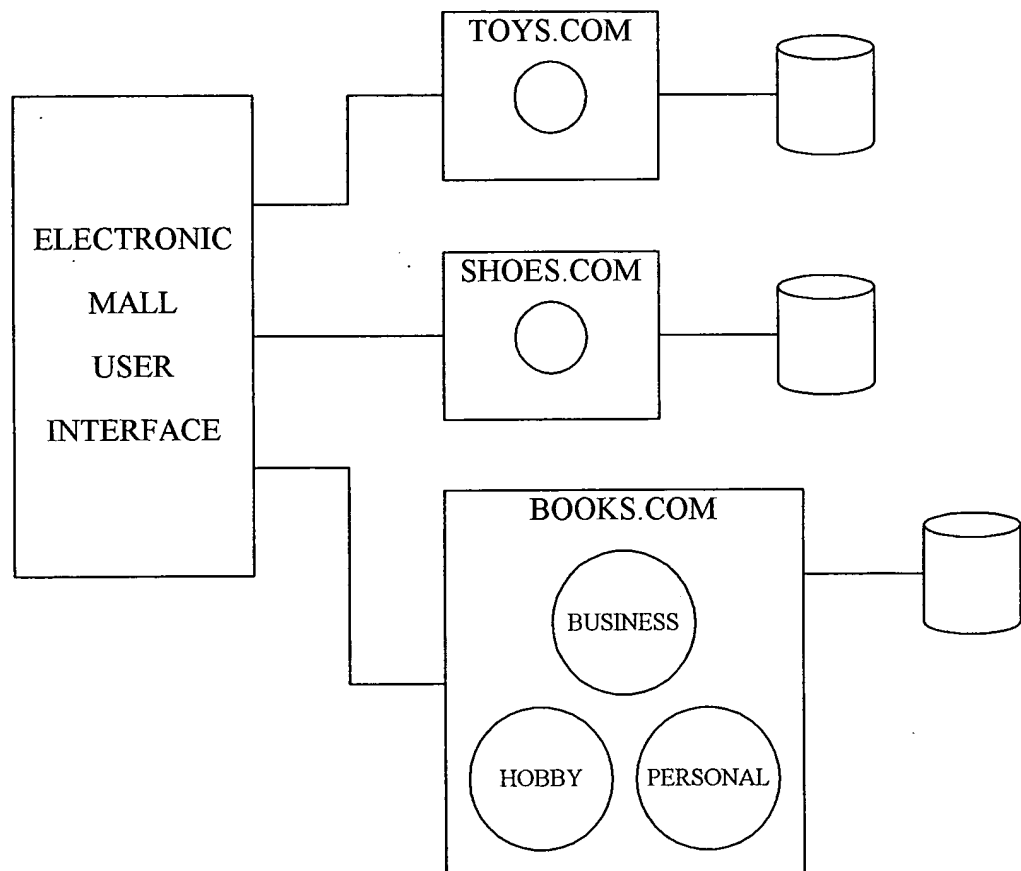 TOYS.COM
ELECTRONIC
MALL
USER
INTERFACE
SHOES.COM
BOOKS.COM
BUSINESS
HOBBY
PERSONAL